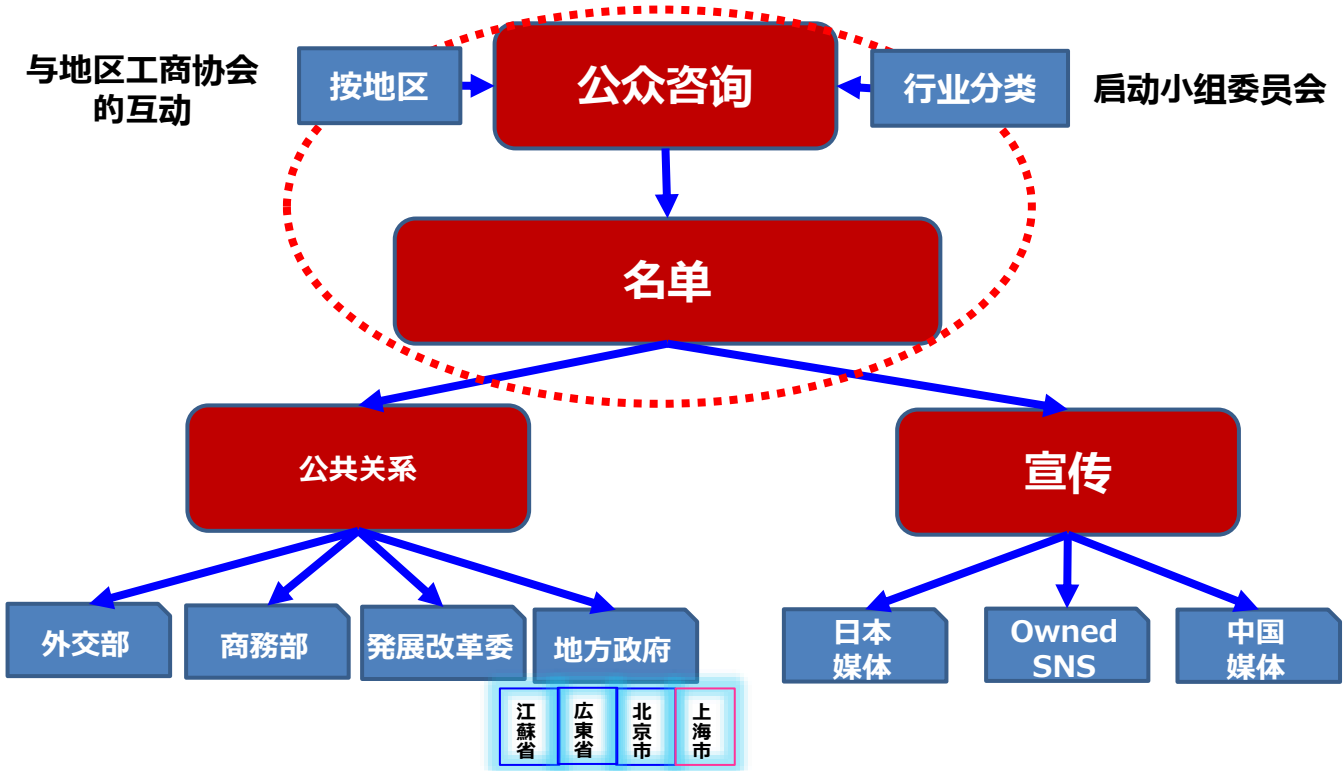 与地区工商协会
的互动
按地区
公众咨询
行业分类
启动小组委员会
名单
公共关系
宣传
外交部
商務部
発展改革委
地方政府
日本
媒体
Owned
SNS
中国
媒体
江蘇省
広東省
北京市
上海市